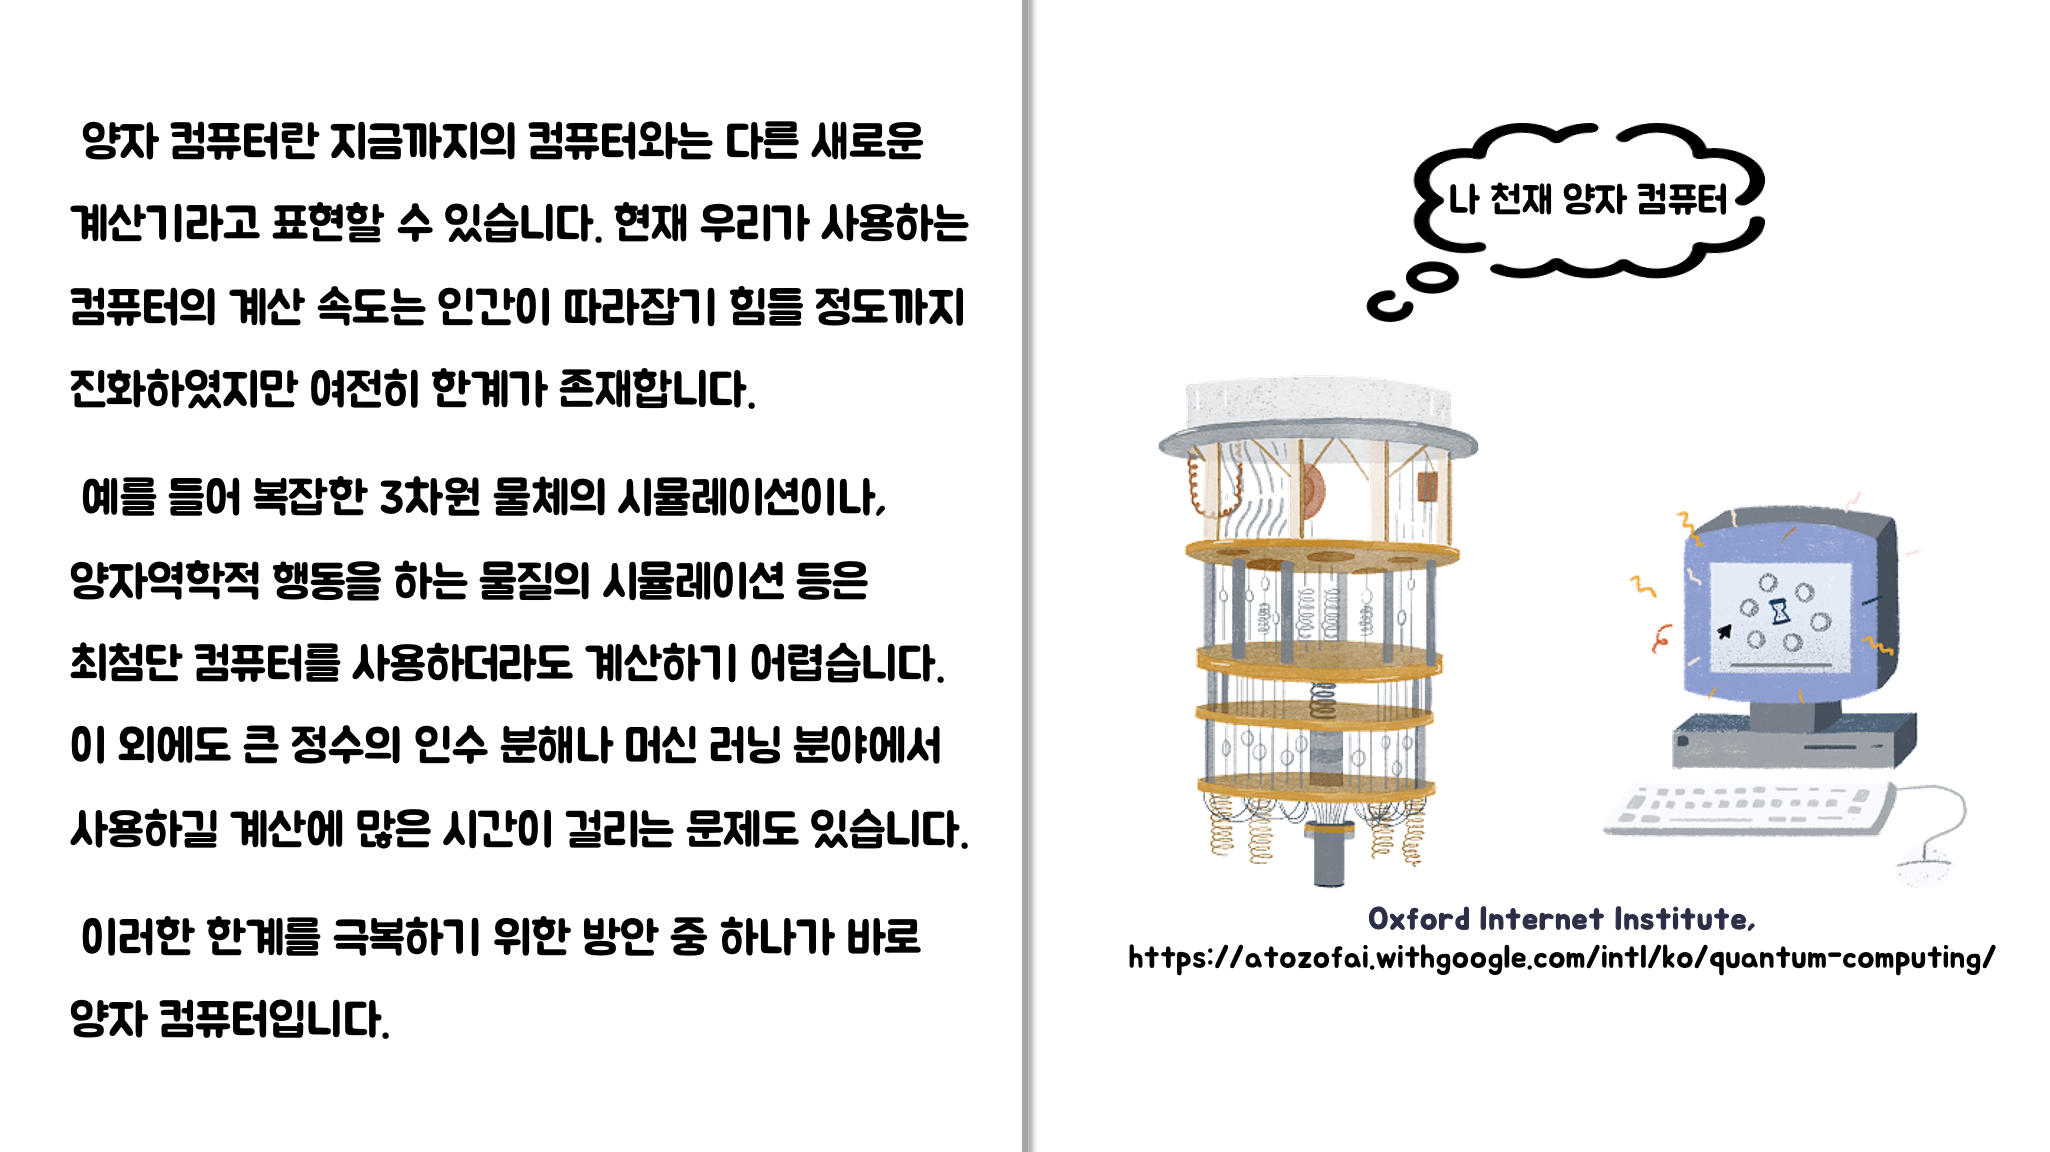 양자 컴퓨터란 지금까지의 컴퓨터와는 다른 새로운
계산기라고 표현할 수 있습니다. 현재 우리가 사용하는
컴퓨터의 계산 속도는 인간이 따라잡기 힘들 정도까지
진화하였지만 여전히 한계가 존재합니다.
예를 들어 복잡한 3차원 물체의 시뮬레이션이나,
양자역학적 행동을 하는 물질의 시뮬레이션 등은
최첨단 컴퓨터를 사용하더라도 계산하기 어렵습니다.
이 외에도 큰 정수의 인수 분해나 머신 러닝 분야에서
사용하길 계산에 많은 시간이 걸리는 문제도 있습니다.
이러한 한계를 극복하기 위한 방안 중 하나가 바로
양자 컴퓨터입니다.
나 천재 양자 컴퓨터
Oxford Internet Institute,
https://atozofai.withgoogle.com/intl/ko/quantum-computing/